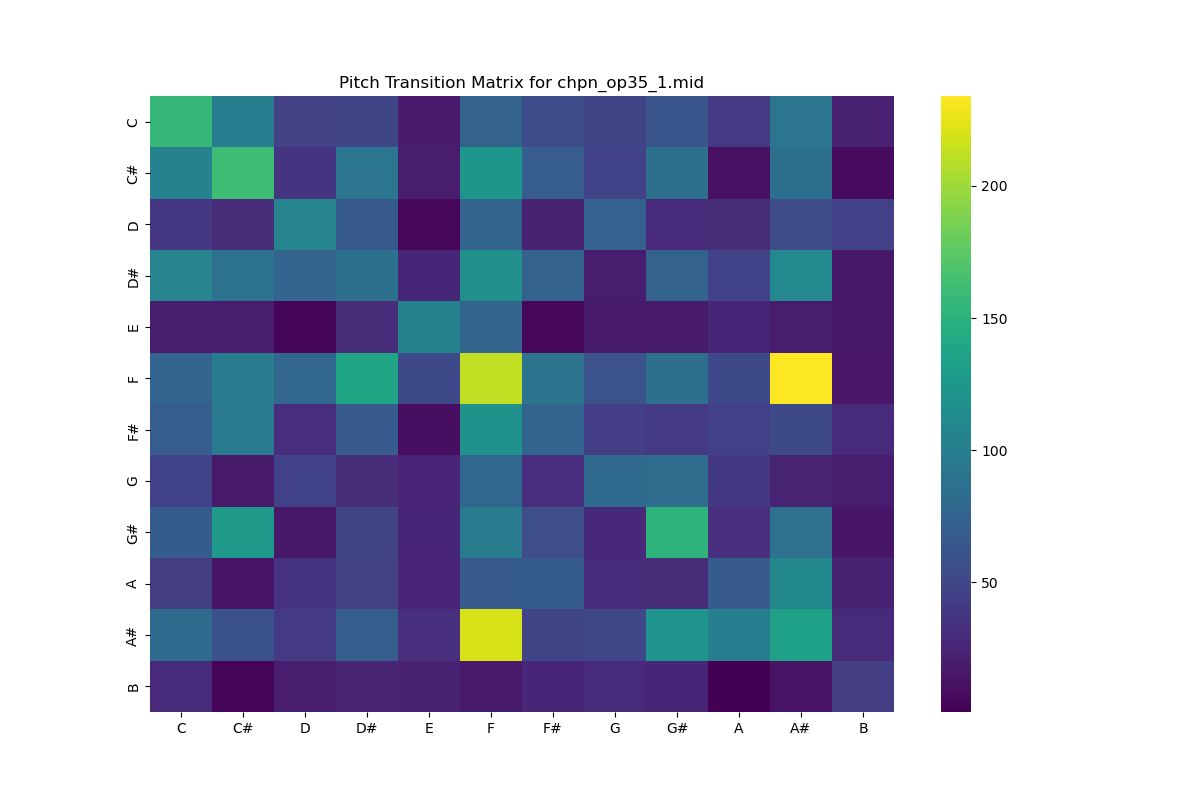 Pitch Transition Matrix for chpn_op35_1.mid
C
C#
D
D#
E
F
F#
G
G#
A
A#
B
C C# D D# E F F# G G# A A# B
200
150
100
50